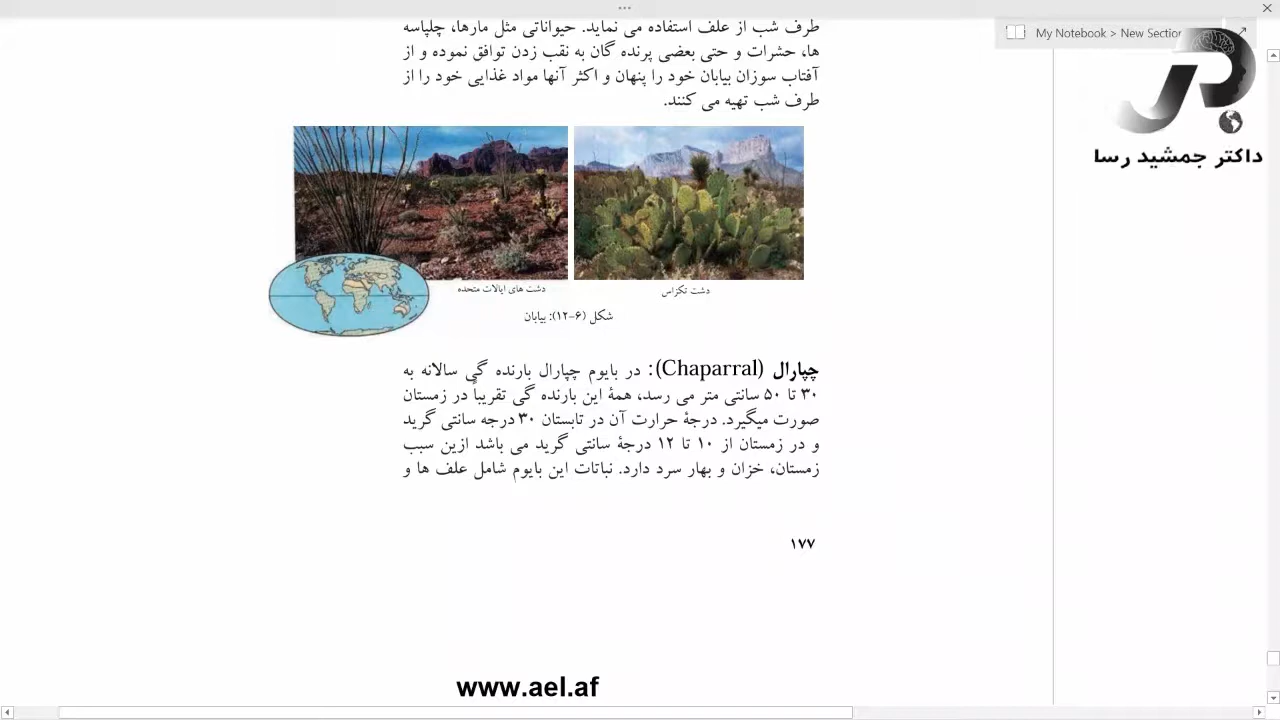 طرف شب از علف استفاده می نماید. حیواناتی مثل مارها، چلپاسه
ها، حشرات و حتی بعضی پرنده گان به نقب زدن توافق نموده و از
آفتاب سوزان بیابان خود را پنهان و اکثر آنها مواد غذایی خود را از
طرف شب تهیه می کنند.
My Notebook > New Section
داکتر جمشید رسا
دشت تکزاس
دشت های ایالات متحده
شکل (۶-۱۲): بیابان
چپارال (Chaparral): در بایوم چپارال بارنده گی سالانه به
۳۰ تا ۵۰ سانتی متر می رسد، همهٔ این بارنده گی تقریباً در زمستان
صورت میگیرد. درجهٔ حرارت آن در تابستان ۳۰ درجه سانتی گرید
و در زمستان از ۱۰ تا ۱۲ درجهٔ سانتی گرید می باشد ازین سبب
زمستان، خزان و بهار سرد دارد. نباتات این بایوم شامل علف ها و
۱۷۷
www.ael.af